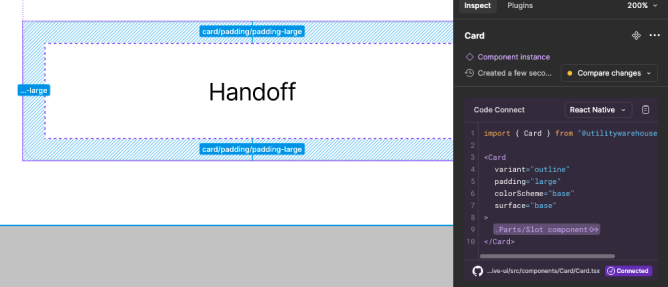 card/padding/padding-large
...-large
Handoff
card/padding/padding-large
Inspect
Plugins
200%
Card
Component instance
Created a few seco...
Compare changes
Code Connect
React Native
1 import { Card } from "@utilitywarehouse
2
3 <Card
4 variant="outline"
5 padding="large"
6 colorScheme="base"
7 surface="base"
8 >
9 .Parts/Slot component
10 </Card>
...ive-ui/src/components/Card/Card.tsx
Connected